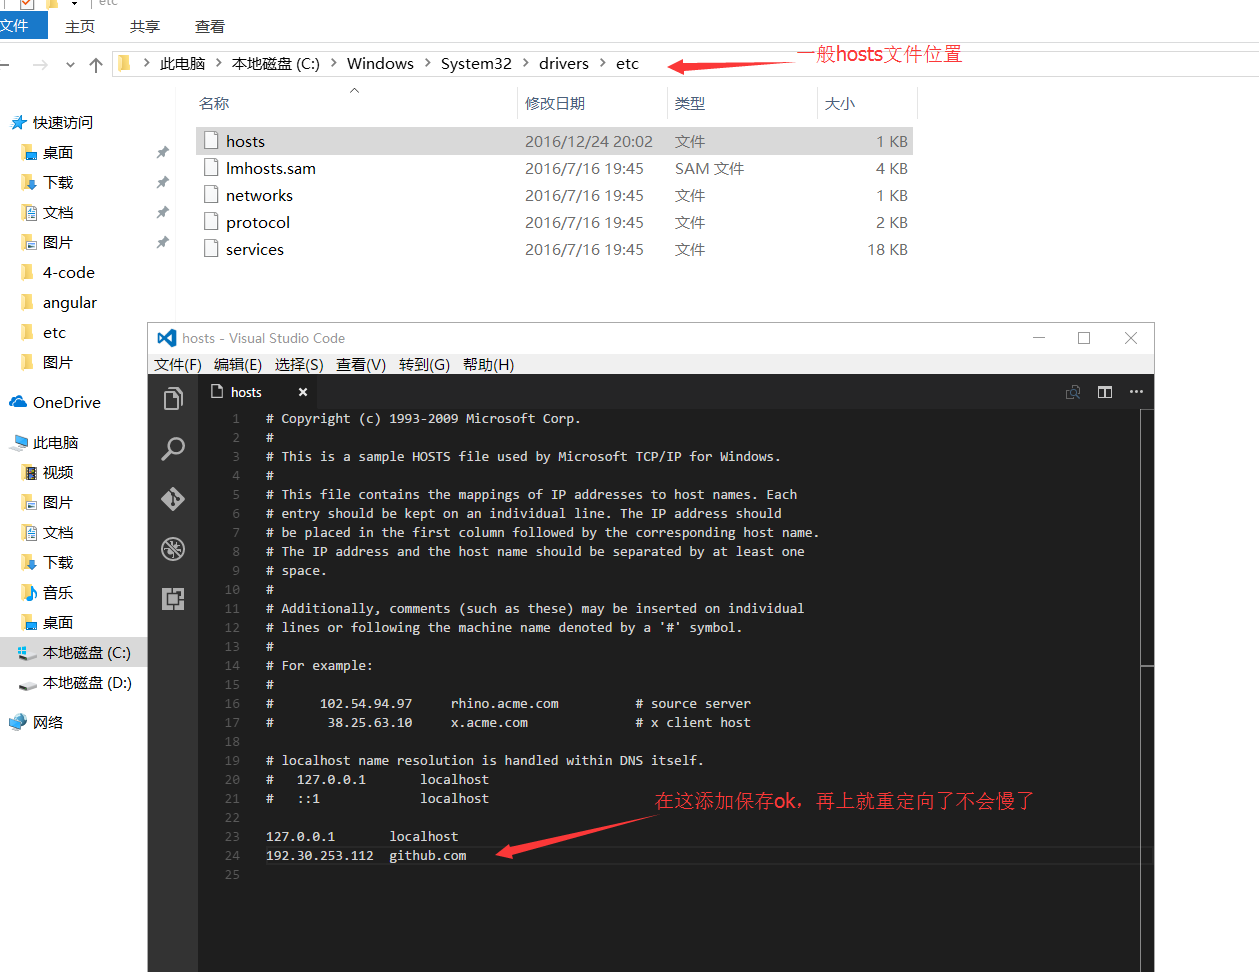 etc
文件 主页 共享 查看
此电脑 本地磁盘 (C:) Windows System32 drivers etc
一般hosts文件位置
名称 修改日期 类型 大小
hosts 2016/12/24 20:02 文件 1 KB
lmhosts.sam 2016/7/16 19:45 SAM 文件 4 KB
networks 2016/7/16 19:45 文件 1 KB
protocol 2016/7/16 19:45 文件 2 KB
services 2016/7/16 19:45 文件 18 KB
快速访问
桌面
下载
文档
图片
4-code
angular
etc
图片
OneDrive
此电脑
视频
图片
文档
下载
音乐
桌面
本地磁盘 (C:)
本地磁盘 (D:)
网络
hosts - Visual Studio Code
文件(F) 编辑(E) 选择(S) 查看(V) 转到(G) 帮助(H)
hosts
1 # Copyright (c) 1993-2009 Microsoft Corp.
2 #
3 # This is a sample HOSTS file used by Microsoft TCP/IP for Windows.
4 #
5 # This file contains the mappings of IP addresses to host names. Each
6 # entry should be kept on an individual line. The IP address should
7 # be placed in the first column followed by the corresponding host name.
8 # The IP address and the host name should be separated by at least one
9 # space.
10 #
11 # Additionally, comments (such as these) may be inserted on individual
12 # lines or following the machine name denoted by a '#' symbol.
13 #
14 # For example:
15 #
16 # 102.54.94.97 rhino.acme.com # source server
17 # 38.25.63.10 x.acme.com # x client host
18
19 # localhost name resolution is handled within DNS itself.
20 # 127.0.0.1 localhost
21 # ::1 localhost
22
在这添加保存ok，再上就重定向了不会慢了
23 127.0.0.1 localhost
24 192.30.253.112 github.com
25